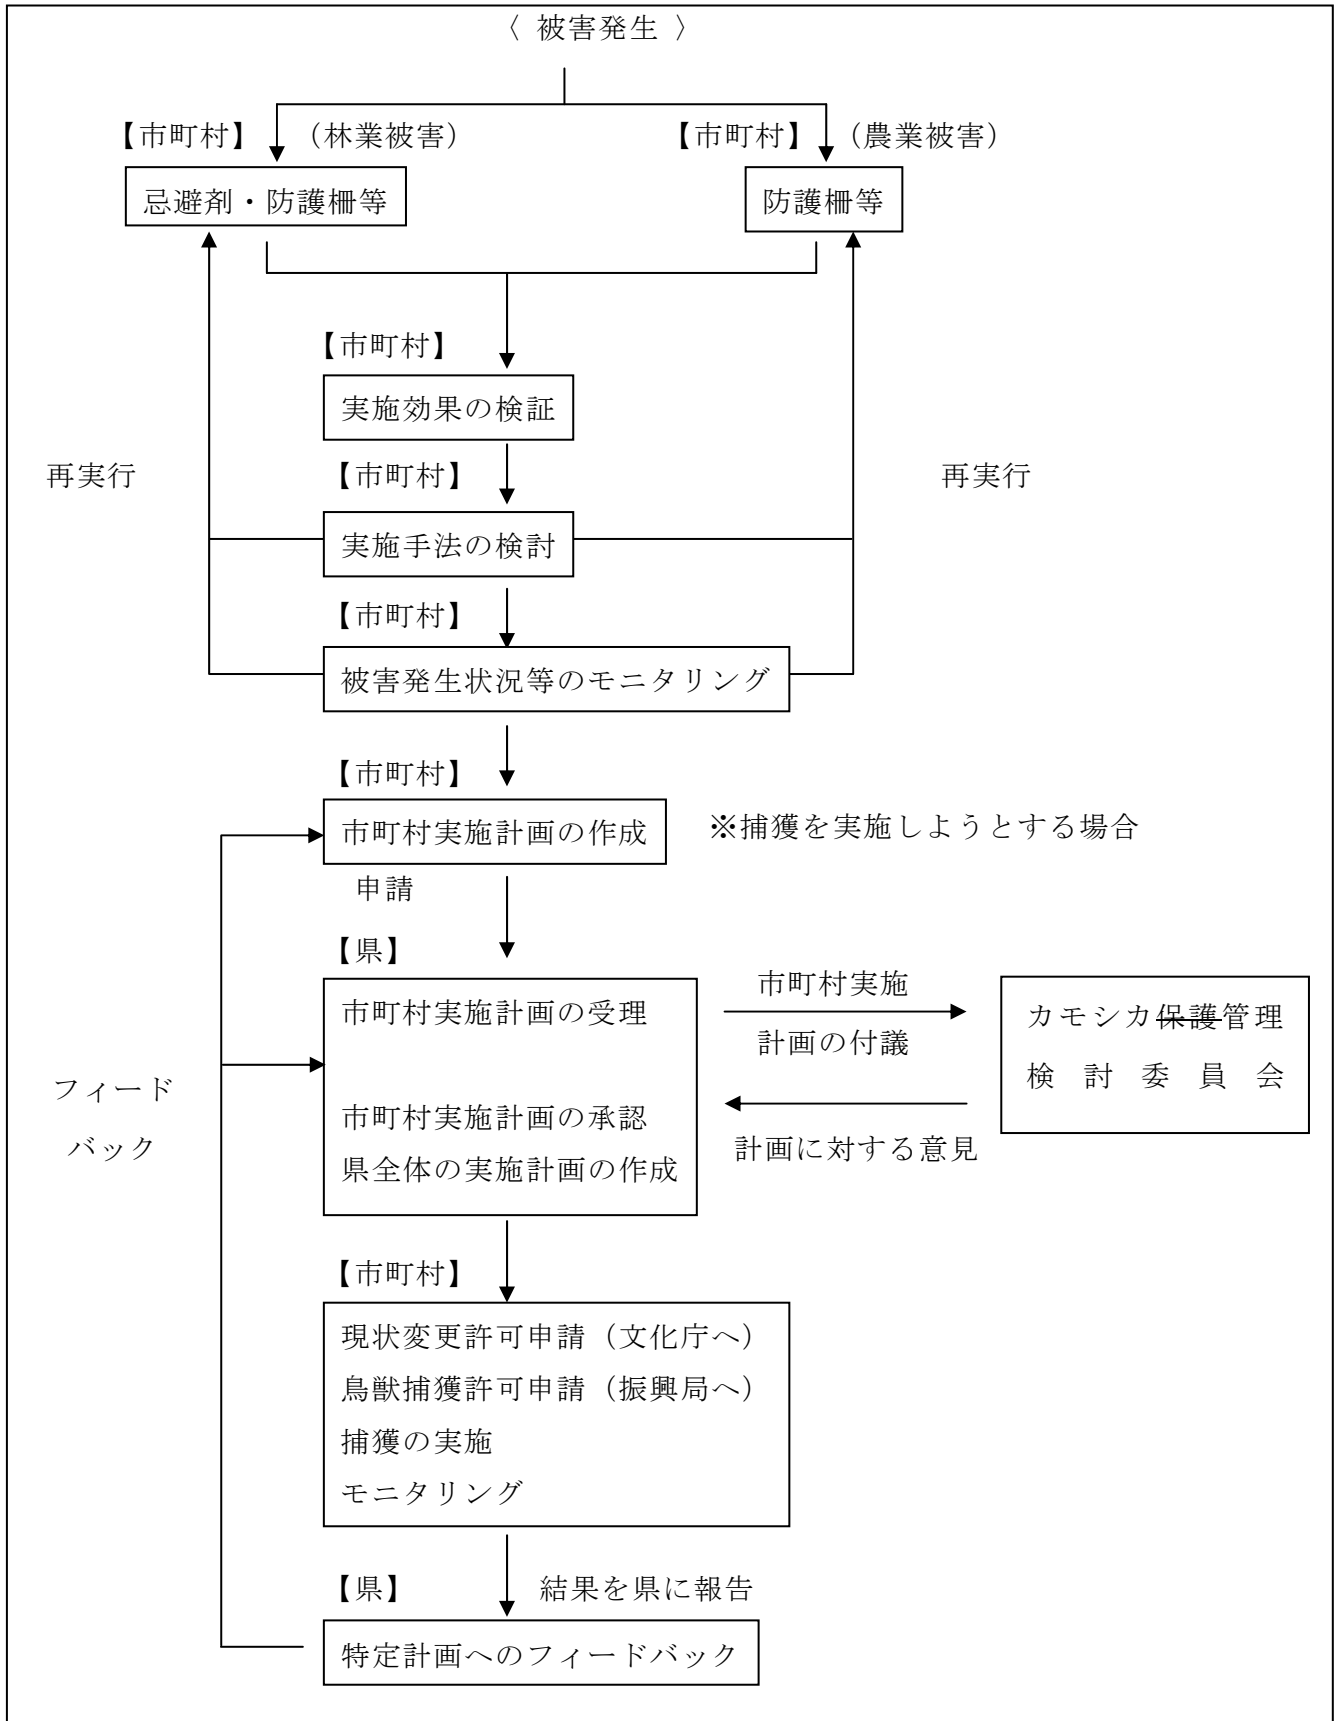 〈 被害発生 〉
【市町村】 （林業被害）
【市町村】 （農業被害）
忌避剤・防護柵等
防護柵等
【市町村】
実施効果の検証
再実行
【市町村】
再実行
実施手法の検討
【市町村】
被害発生状況等のモニタリング
【市町村】
市町村実施計画の作成
※捕獲を実施しようとする場合
申請
【県】
市町村実施計画の受理
市町村実施計画の承認
県全体の実施計画の作成
市町村実施
計画の付議
計画に対する意見
カモシカ保護管理
検討委員会
フィード
バック
【市町村】
現状変更許可申請（文化庁へ）
鳥獣捕獲許可申請（振興局へ）
捕獲の実施
モニタリング
【県】
結果を県に報告
特定計画へのフィードバック